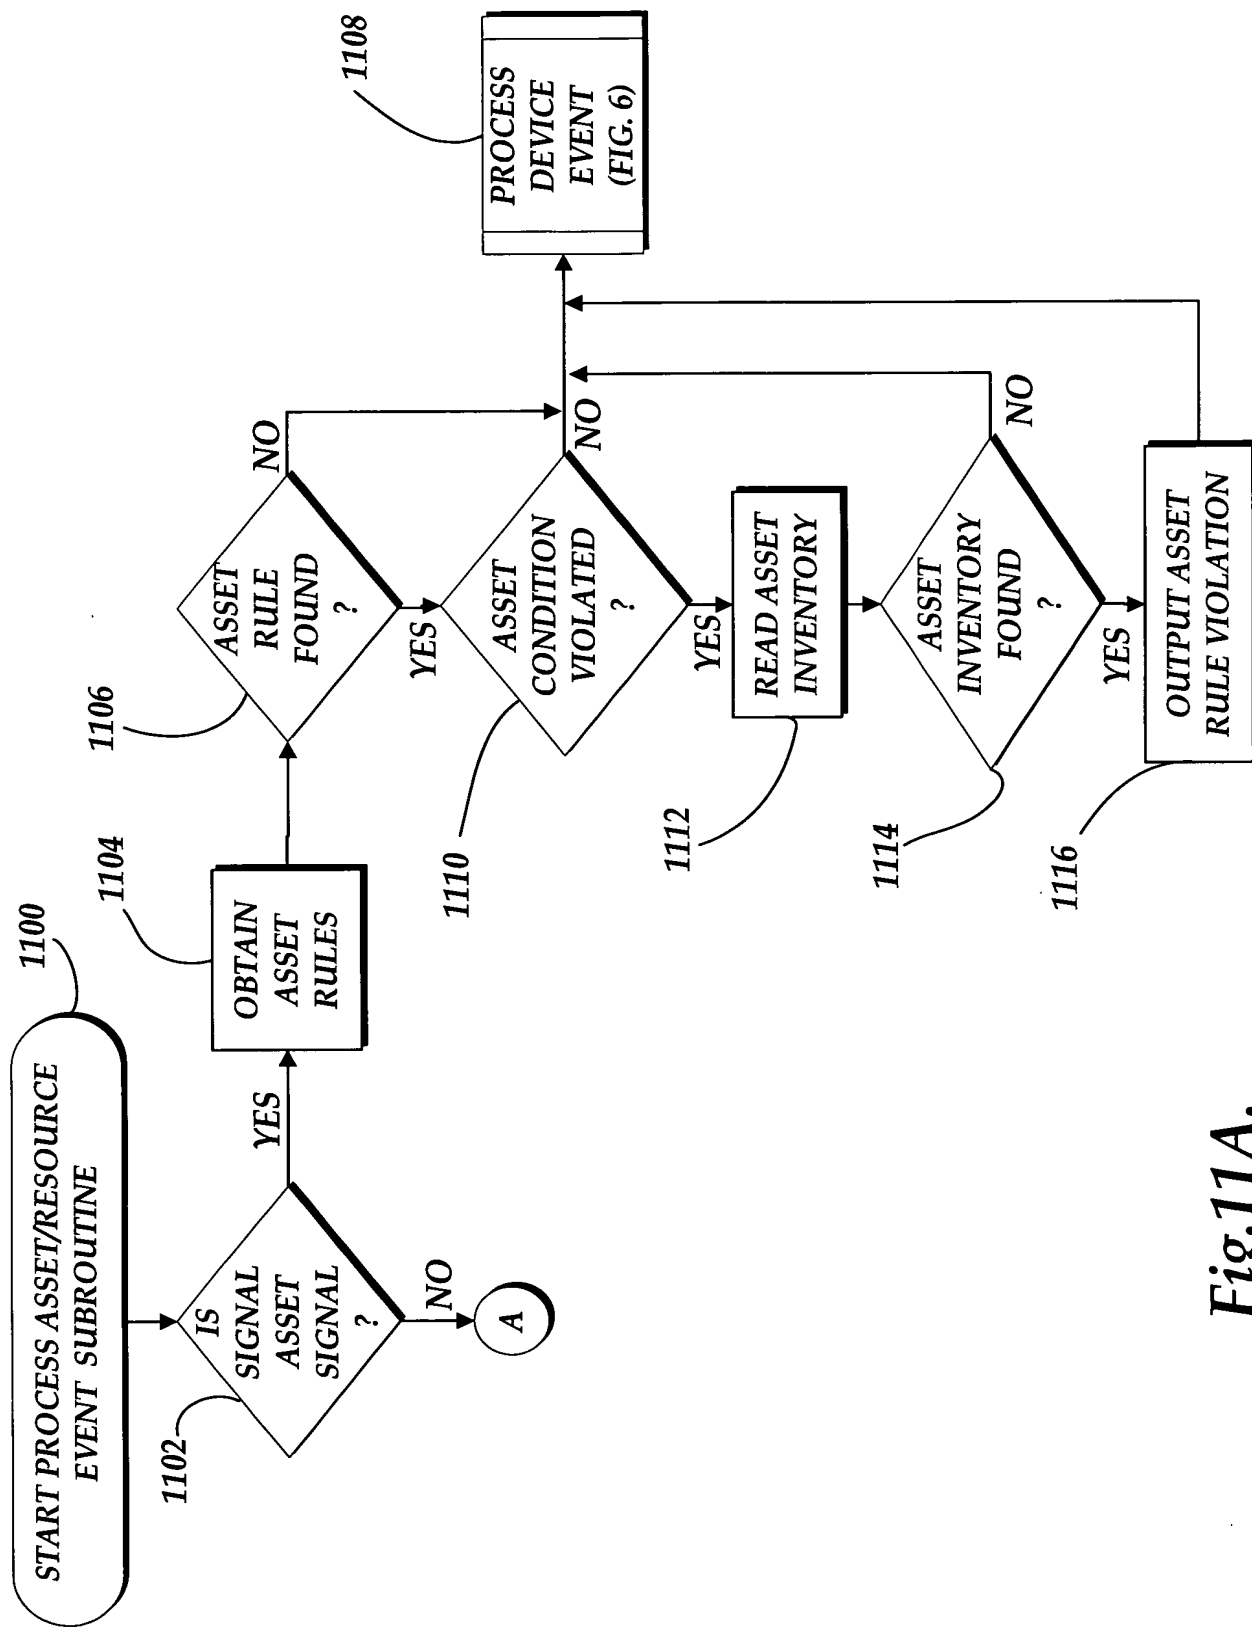 START PROCESS ASSET/RESOURCE
EVENT SUBROUTINE
1100
IS
SIGNAL
ASSET
SIGNAL
?
1102
YES
NO
A
OBTAIN
ASSET
RULES
1104
ASSET
RULE
FOUND
?
1106
NO
YES
PROCESS
DEVICE
EVENT
(FIG. 6)
1108
ASSET
CONDITION
VIOLATED
?
1110
NO
YES
READ ASSET
INVENTORY
1112
ASSET
INVENTORY
FOUND
?
1114
NO
YES
OUTPUT ASSET
RULE VIOLATION
1116
Fig.11A.